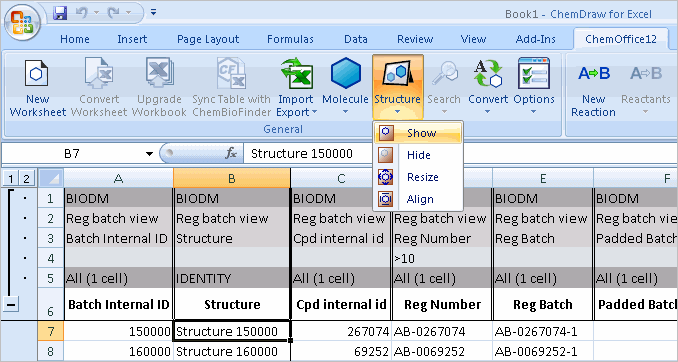 Book1 - ChemDraw for Excel
Home Insert Page Layout Formulas Data Review View Add-Ins ChemOffice12
New Worksheet Convert Worksheet Upgrade Workbook Sync Table with ChemBioFinder Import Export Molecule Structure Search Convert Options New Reaction Reactants
General
Show
Hide
Resize
Align
B7 fx Structure 150000
1 2 A B C D E F
1 BIODM BIODM BIODM BIODM BIODM
2 Reg batch view Reg batch view Reg batch view Reg batch view Reg batch view Reg batch view
3 Batch Internal ID Structure Cpd internal id Reg Number Reg Batch Padded Batc
4 >10
5 All (1 cell) IDENTITY All (1 cell) All (1 cell) All (1 cell) All (1 cell)
6 Batch Internal ID Structure Cpd internal id Reg Number Reg Batch Padded Batc
7 150000 Structure 150000 267074 AB-0267074 AB-0267074-1
8 160000 Structure 160000 69252 AB-0069252 AB-0069252-1